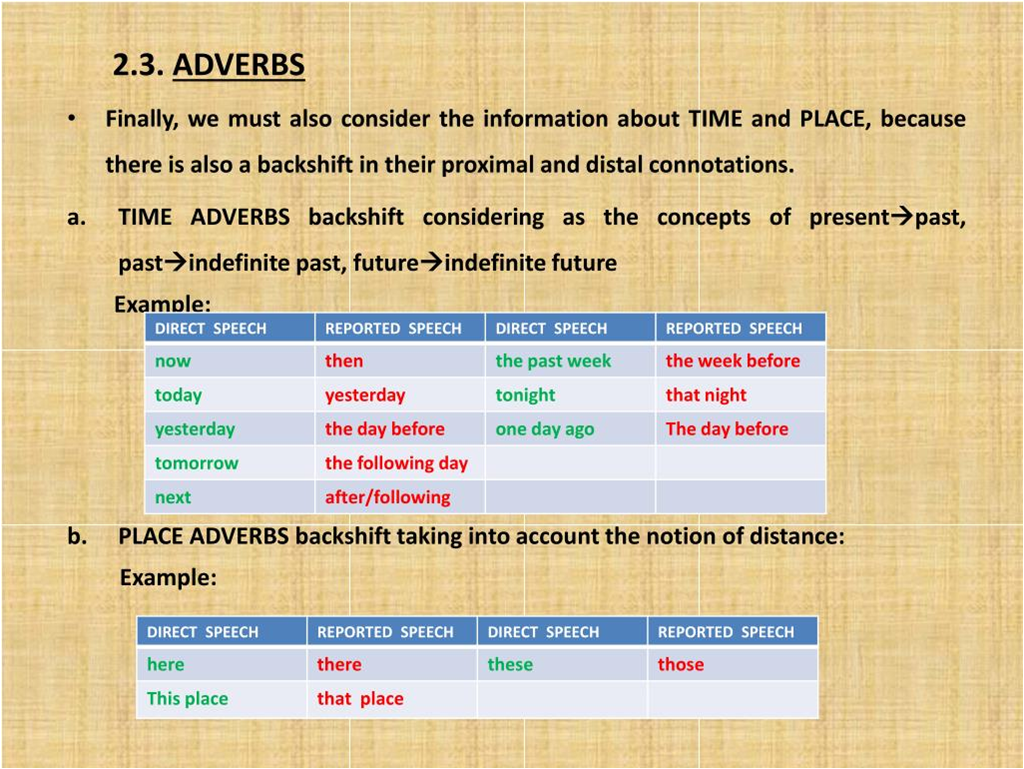 2.3. ADVERBS
• Finally, we must also consider the information about TIME and PLACE, because
there is also a backshift in their proximal and distal connotations.
a. TIME ADVERBS backshift considering as the concepts of present→past,
past→indefinite past, future→indefinite future
Example:
DIRECT SPEECH REPORTED SPEECH DIRECT SPEECH REPORTED SPEECH
now then the past week the week before
today yesterday tonight that night
yesterday the day before one day ago The day before
tomorrow the following day
next after/following
b. PLACE ADVERBS backshift taking into account the notion of distance:
Example:
DIRECT SPEECH REPORTED SPEECH DIRECT SPEECH REPORTED SPEECH
here there these those
This place that place